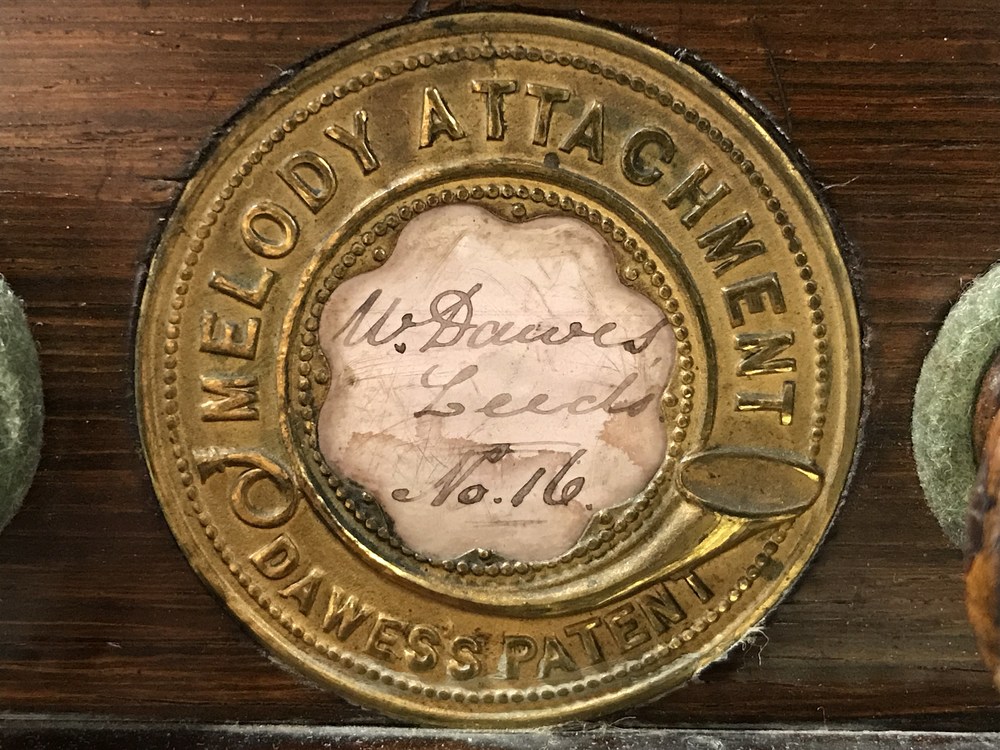 MELODY ATTACHMENT
W. Dawes
Leeds
No. 16.
DAWES'S PATENT